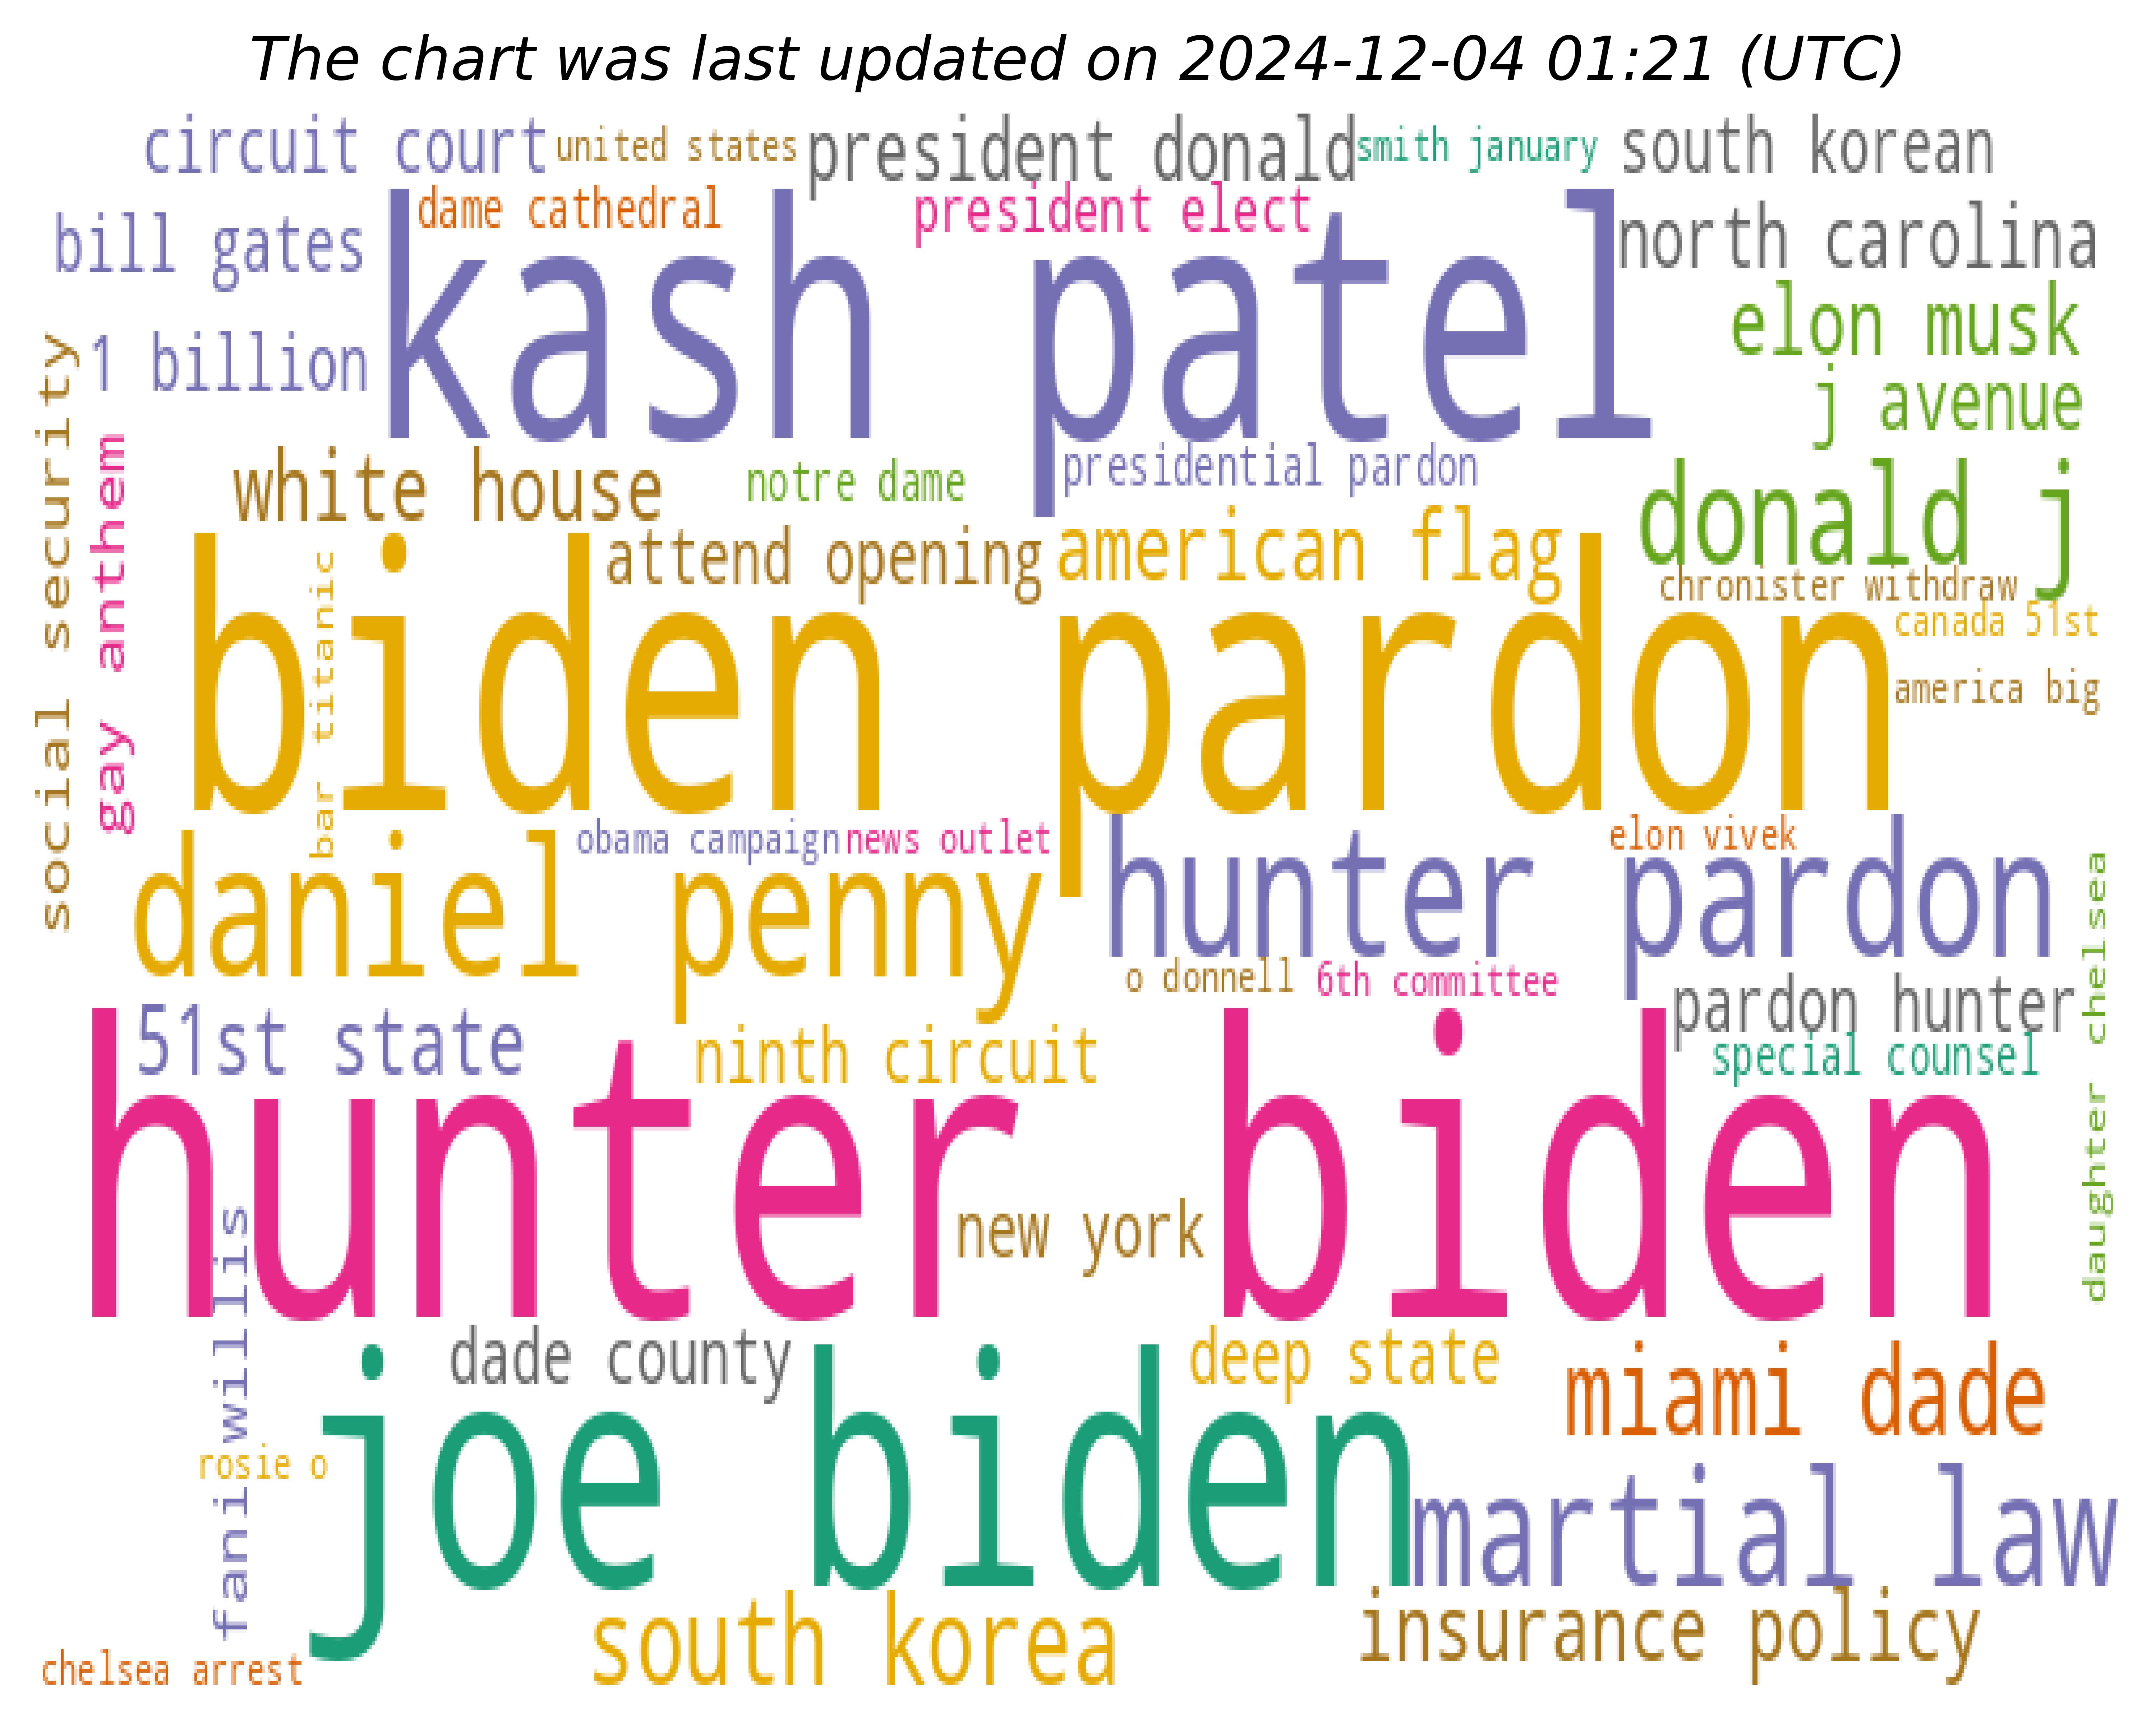 The chart was last updated on 2024-12-04 01:21 (UTC)
circuit court
united states
president donald
smith january
south korean
dame cathedral
president elect
bill gates
north carolina
kash patel
elon musk
1 billion
j avenue
social security
gay anthem
white house
notre dame
presidential pardon
donald j
attend opening
american flag
chronister withdraw
canada 51st
bar titanic
biden pardon
america big
obama campaign
news outlet
elon vivek
daniel penny
hunter pardon
daughter chelsea
o donnell
6th committee
pardon hunter
51st state
ninth circuit
special counsel
hunter biden
new york
fani willis
dade county
deep state
miami dade
rosie o
joe biden
martial law
south korea
insurance policy
chelsea arrest